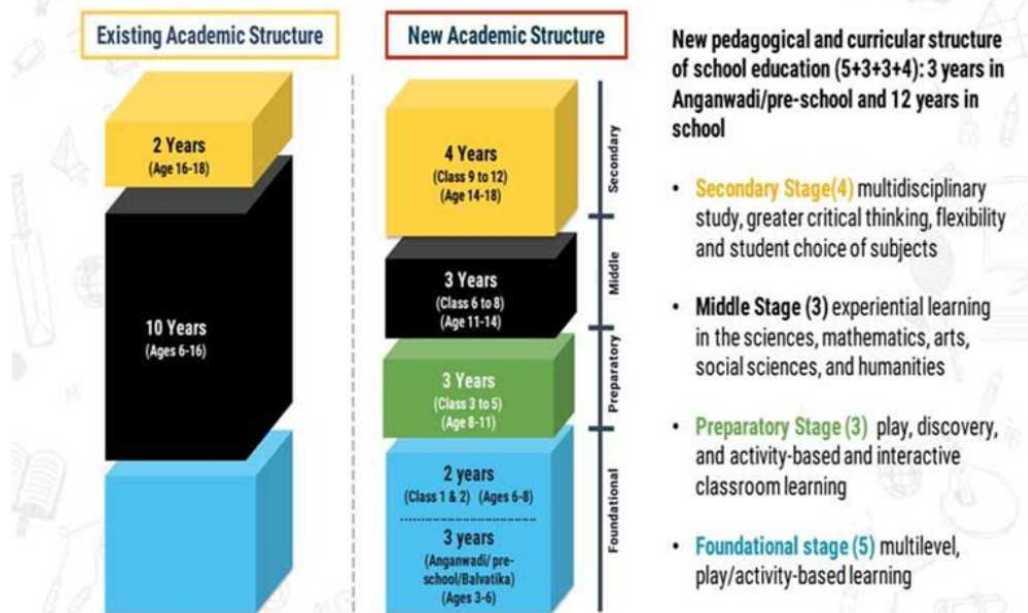 Existing Academic Structure
2 Years
(Age 16-18)
10 Years
(Ages 6-16)
New Academic Structure
4 Years
(Class 9 to 12)
(Age 14-18)
3 Years
(Class 6 to 8)
(Age 11-14)
3 Years
(Class 3 to 5)
(Age 8-11)
2 years
(Class 1 & 2) (Ages 6-8)
3 years
(Anganwadi/ pre-
school/Balvatika)
(Ages 3-6)
Secondary
Middle
Preparatory
Foundational
New pedagogical and curricular structure
of school education (5+3+3+4): 3 years in
Anganwadi/pre-school and 12 years in
school
• Secondary Stage(4) multidisciplinary
study, greater critical thinking, flexibility
and student choice of subjects
• Middle Stage (3) experiential learning
in the sciences, mathematics, arts,
social sciences, and humanities
• Preparatory Stage (3) play, discovery,
and activity-based and interactive
classroom learning
• Foundational stage (5) multilevel,
play/activity-based learning